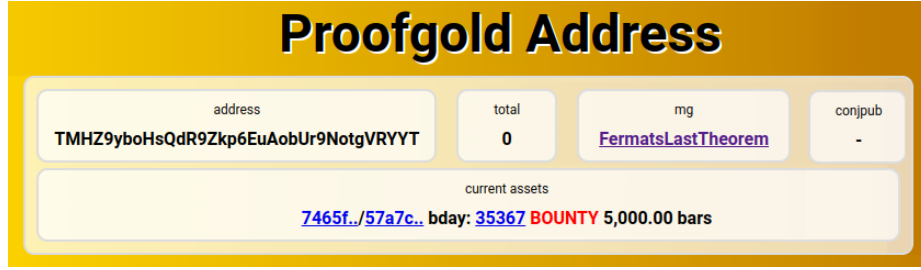 Proofgold Address
address
TMHZ9yboHsQdR9Zkp6EuAobUr9NotgVRYYT
total
0
mg
FermatsLastTheorem
conjpub
-
current assets
7465f../57a7c.. bday: 35367 BOUNTY 5,000.00 bars